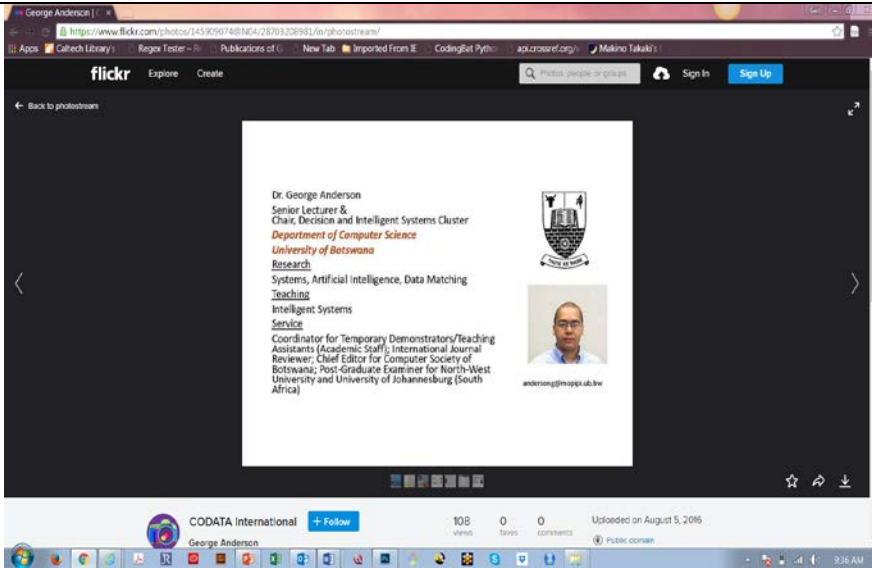 George Anderson |
https://www.flickr.com/photos/145909074@N04/28703208981/in/photostream/
Apps Caltech Library's Regex Tester – Publications of G New Tab Imported From IE CodingBat Pytho api.crossref.org/ Makino Takaki's
flickr Explore Create Photos, people or groups Sign In Sign Up
Back to photostream
Dr. George Anderson
Senior Lecturer &
Chair, Decision and Intelligent Systems Cluster
Department of Computer Science
University of Botswana
Research
Systems, Artificial Intelligence, Data Matching
Teaching
Intelligent Systems
Service
Coordinator for Temporary Demonstrators/Teaching
Assistants (Academic Staff); International Journal
Reviewer; Chief Editor for Computer Society of
Botswana; Post-Graduate Examiner for North-West
University and University of Johannesburg (South
Africa)
andersong@mopipi.ub.bw
CODATA International + Follow
George Anderson
108 0 0
views faves comments
Uploaded on August 5, 2016
Public domain
9:36 AM